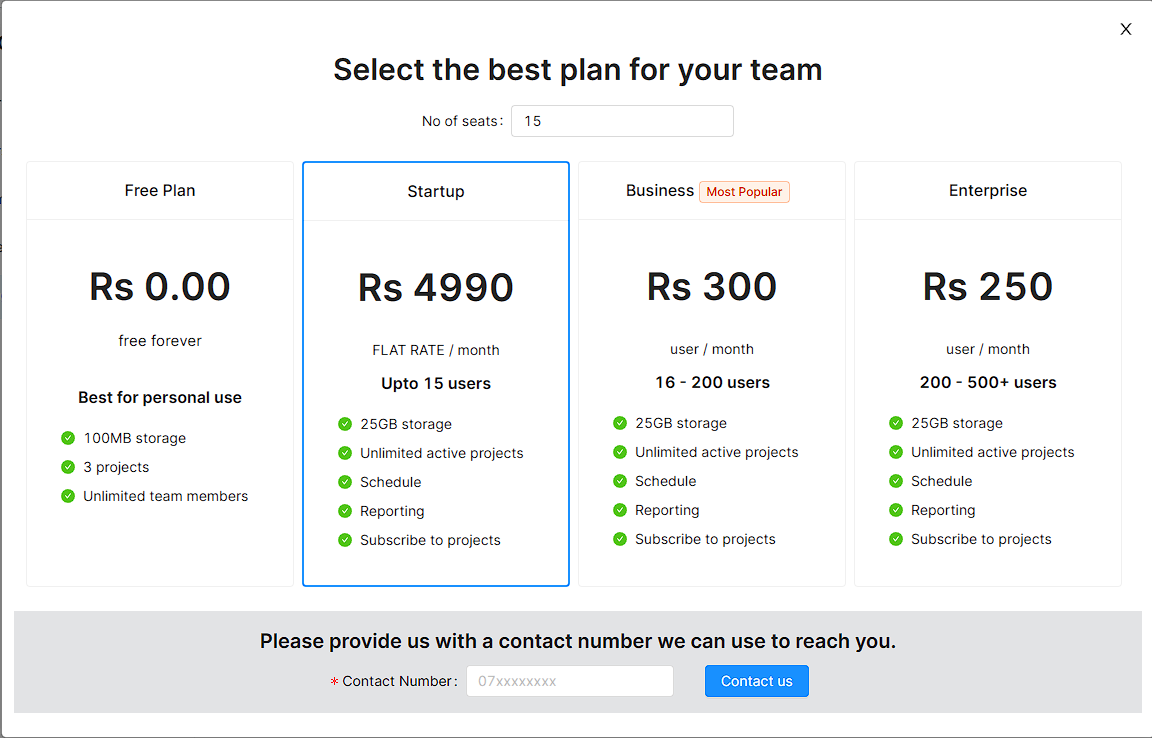 X
Select the best plan for your team
No of seats: 15
Free Plan
Rs 0.00
free forever
Best for personal use
100MB storage
3 projects
Unlimited team members
Startup
Rs 4990
FLAT RATE / month
Upto 15 users
25GB storage
Unlimited active projects
Schedule
Reporting
Subscribe to projects
Business Most Popular
Rs 300
user / month
16 - 200 users
25GB storage
Unlimited active projects
Schedule
Reporting
Subscribe to projects
Enterprise
Rs 250
user / month
200 - 500+ users
25GB storage
Unlimited active projects
Schedule
Reporting
Subscribe to projects
Please provide us with a contact number we can use to reach you.
* Contact Number: 07xxxxxxxx Contact us